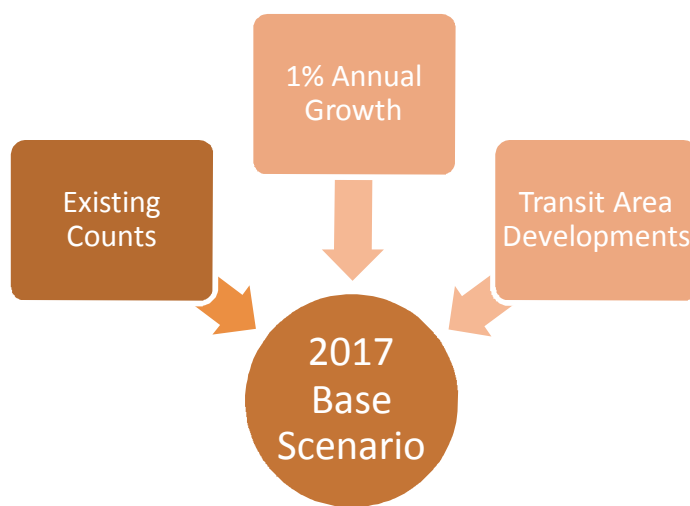 1% Annual
Growth
Existing
Counts
Transit Area
Developments
2017
Base
Scenario